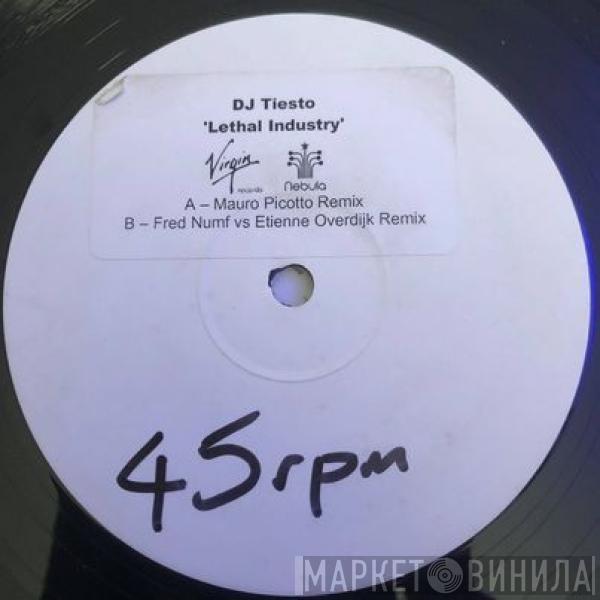 DJ Tiesto
'Lethal Industry'
Virgin records nebula
A – Mauro Picotto Remix
B – Fred Numf vs Etienne Overdijk Remix
45rpm
МАРКЕТ ВИНИЛА